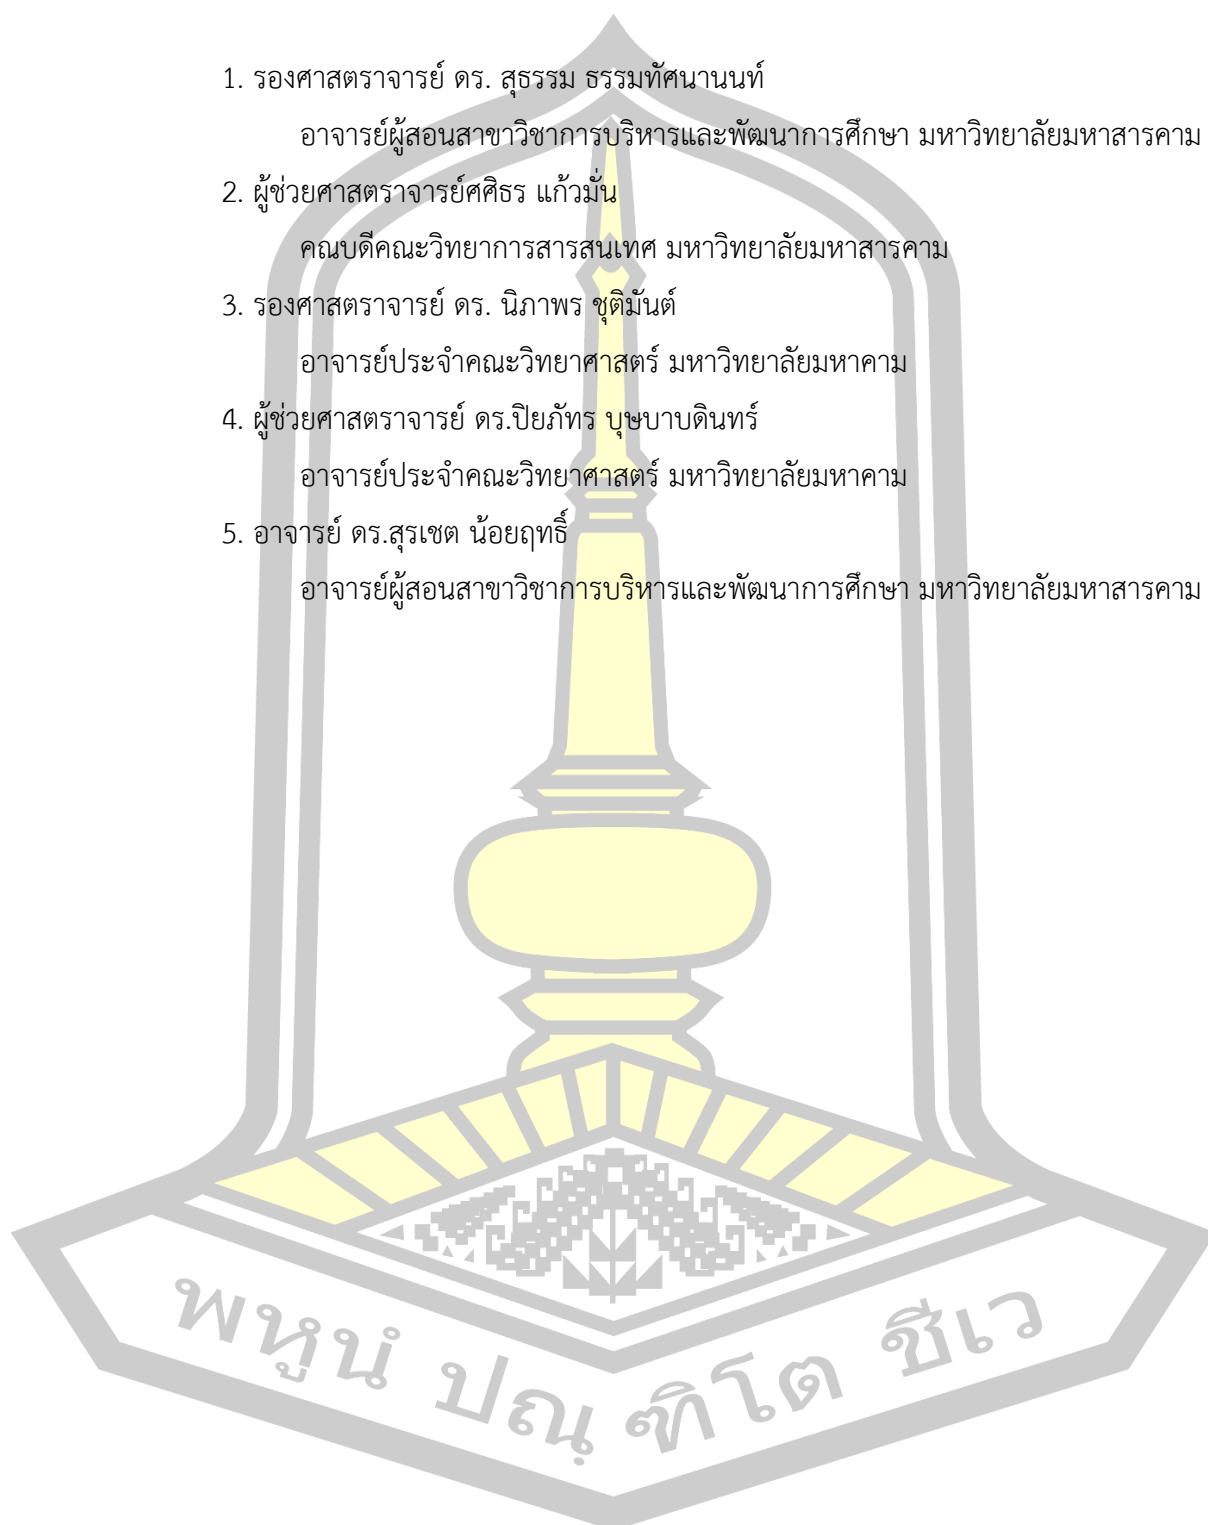 1. รองศาสตราจารย์ ดร. สุธรรม ธรรมทัศนานนท์
อาจารย์ผู้สอนสาขาวิชาการบริหารและพัฒนาการศึกษา มหาวิทยาลัยมหาสารคาม
2. ผู้ช่วยศาสตราจารย์ศศิธร แก้วมั่น
คณบดีคณะวิทยาการสารสนเทศ มหาวิทยาลัยมหาสารคาม
3. รองศาสตราจารย์ ดร. นิภาพร ชุติมันต์
อาจารย์ประจำคณะวิทยาศาสตร์ มหาวิทยาลัยมหาคาม
4. ผู้ช่วยศาสตราจารย์ ดร.ปิยภัทร บุษบาบดินทร์
อาจารย์ประจำคณะวิทยาศาสตร์ มหาวิทยาลัยมหาคาม
5. อาจารย์ ดร.สุรเชต น้อยฤทธิ์
อาจารย์ผู้สอนสาขาวิชาการบริหารและพัฒนาการศึกษา มหาวิทยาลัยมหาสารคาม
พหูนํ ปณฺฑิโต ชีเว